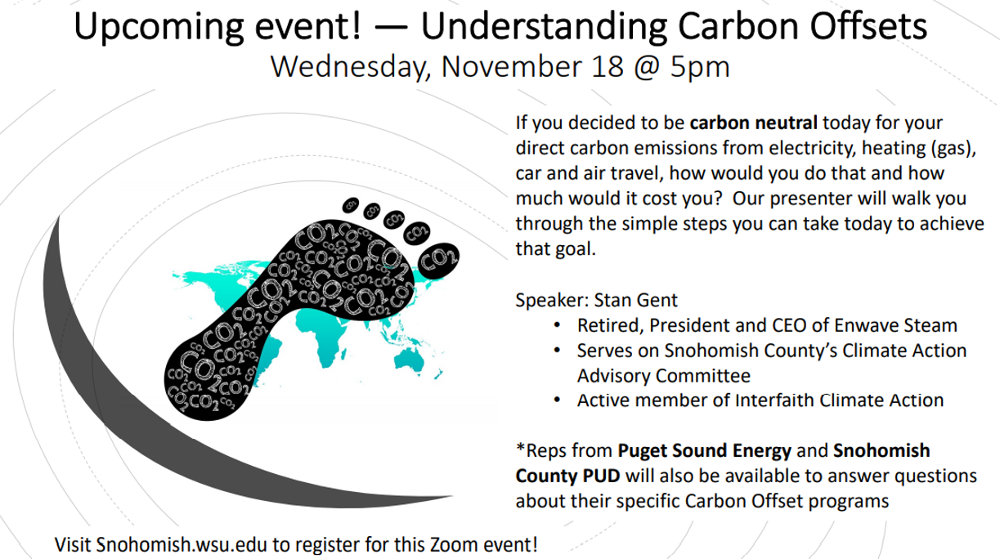 Upcoming event! — Understanding Carbon Offsets
Wednesday, November 18 @ 5pm
If you decided to be carbon neutral today for your
direct carbon emissions from electricity, heating (gas),
car and air travel, how would you do that and how
much would it cost you?  Our presenter will walk you
through the simple steps you can take today to achieve
that goal.
Speaker: Stan Gent
• Retired, President and CEO of Enwave Steam
• Serves on Snohomish County’s Climate Action
Advisory Committee
• Active member of Interfaith Climate Action
*Reps from Puget Sound Energy and Snohomish
County PUD will also be available to answer questions
about their specific Carbon Offset programs
CO2
Visit Snohomish.wsu.edu to register for this Zoom event!